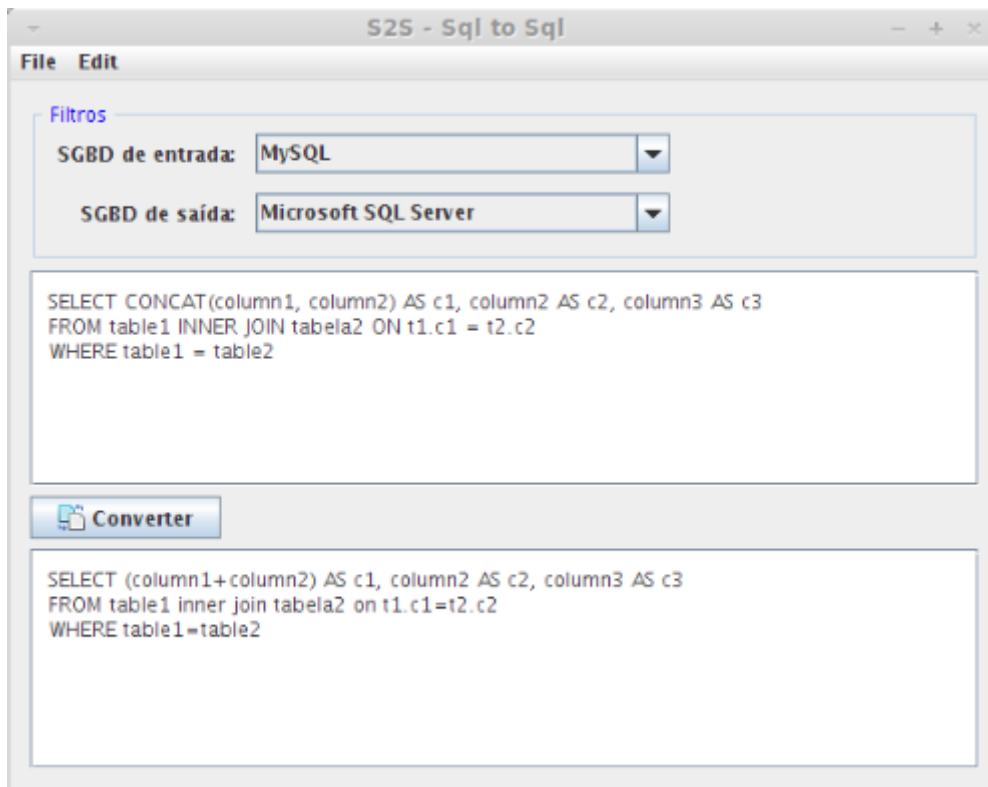 S2S - Sql to Sql
File Edit
Filtros
SGBD de entrada: MySQL
SGBD de saída: Microsoft SQL Server
SELECT CONCAT(column1, column2) AS c1, column2 AS c2, column3 AS c3
FROM table1 INNER JOIN tabela2 ON t1.c1 = t2.c2
WHERE table1 = table2
Converter
SELECT (column1+column2) AS c1, column2 AS c2, column3 AS c3
FROM table1 inner join tabela2 on t1.c1=t2.c2
WHERE table1=table2